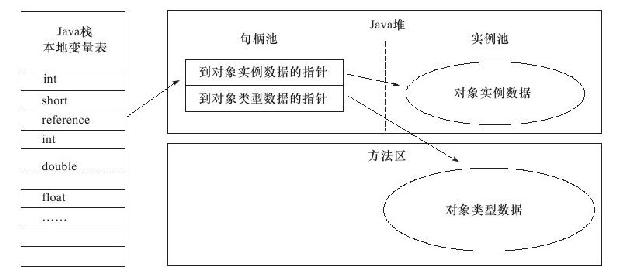 Java栈
本地变量表
int
short
reference
int
double
float
……
Java堆
句柄池
实例池
到对象实例数据的指针
到对象类型数据的指针
对象实例数据
方法区
对象类型数据